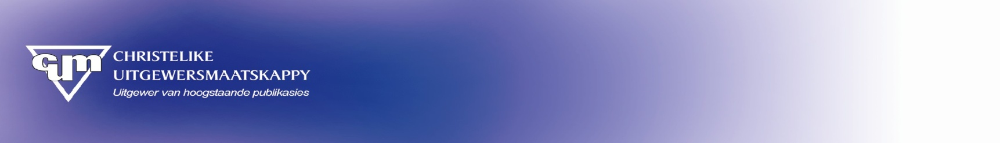 cum
CHRISTELIKE
UITGEWERSMAATSKAPPY
Uitgewer van hoogstaande publikasies